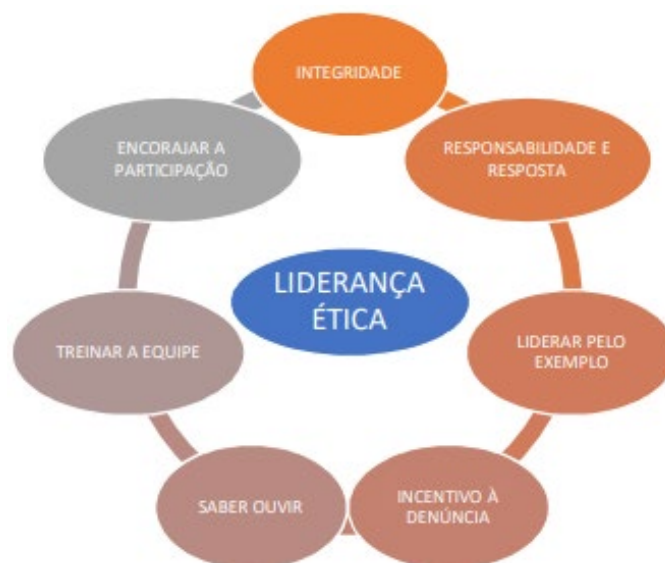 INTEGRIDADE
RESPONSABILIDADE E
RESPOSTA
LIDERAR PELO
EXEMPLO
INCENTIVO À
DENÚNCIA
SABER OUVIR
TREINAR A EQUIPE
ENCORAJAR A
PARTICIPAÇÃO
LIDERANÇA
ÉTICA